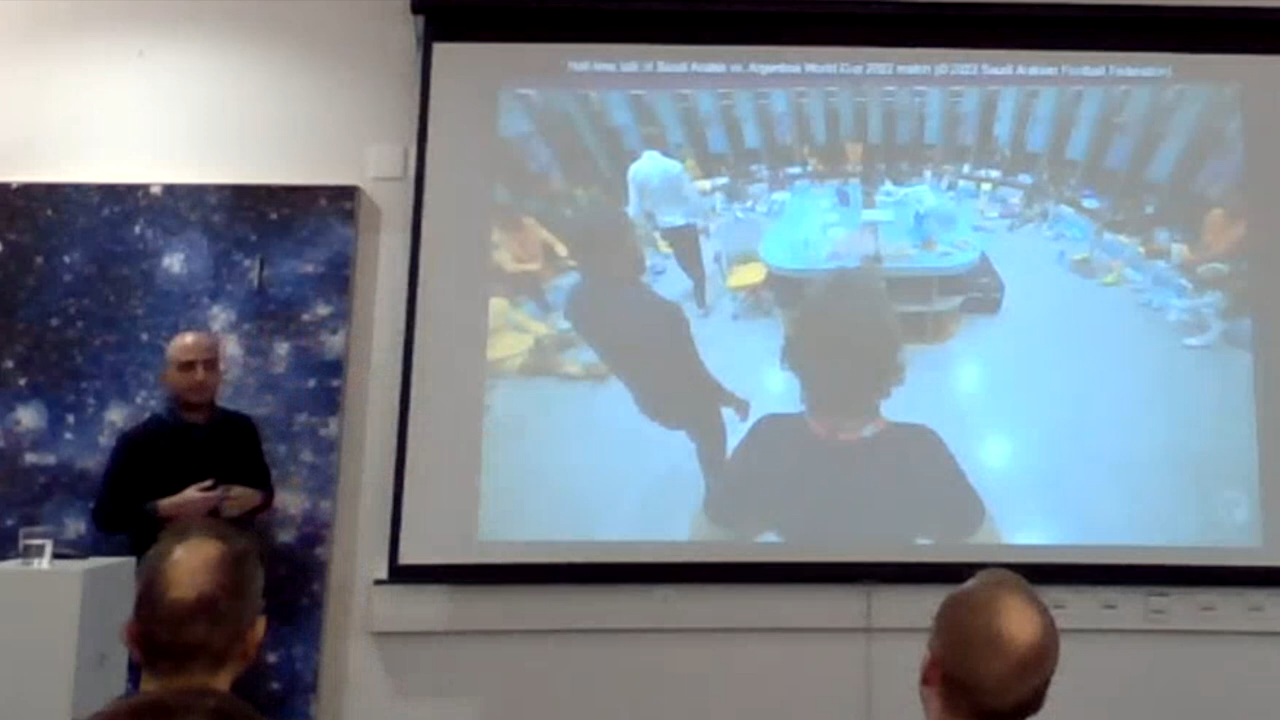 Half-time talk of Saudi Arabia vs. Argentina World Cup 2022 match (© 2022 Saudi Arabian Football Federation)